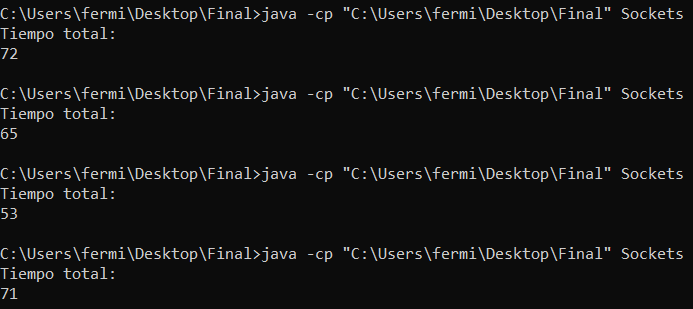 C:\Users\fermi\Desktop\Final>java -cp "C:\Users\fermi\Desktop\Final" Sockets
Tiempo total:
72
C:\Users\fermi\Desktop\Final>java -cp "C:\Users\fermi\Desktop\Final" Sockets
Tiempo total:
65
C:\Users\fermi\Desktop\Final>java -cp "C:\Users\fermi\Desktop\Final" Sockets
Tiempo total:
53
C:\Users\fermi\Desktop\Final>java -cp "C:\Users\fermi\Desktop\Final" Sockets
Tiempo total:
71